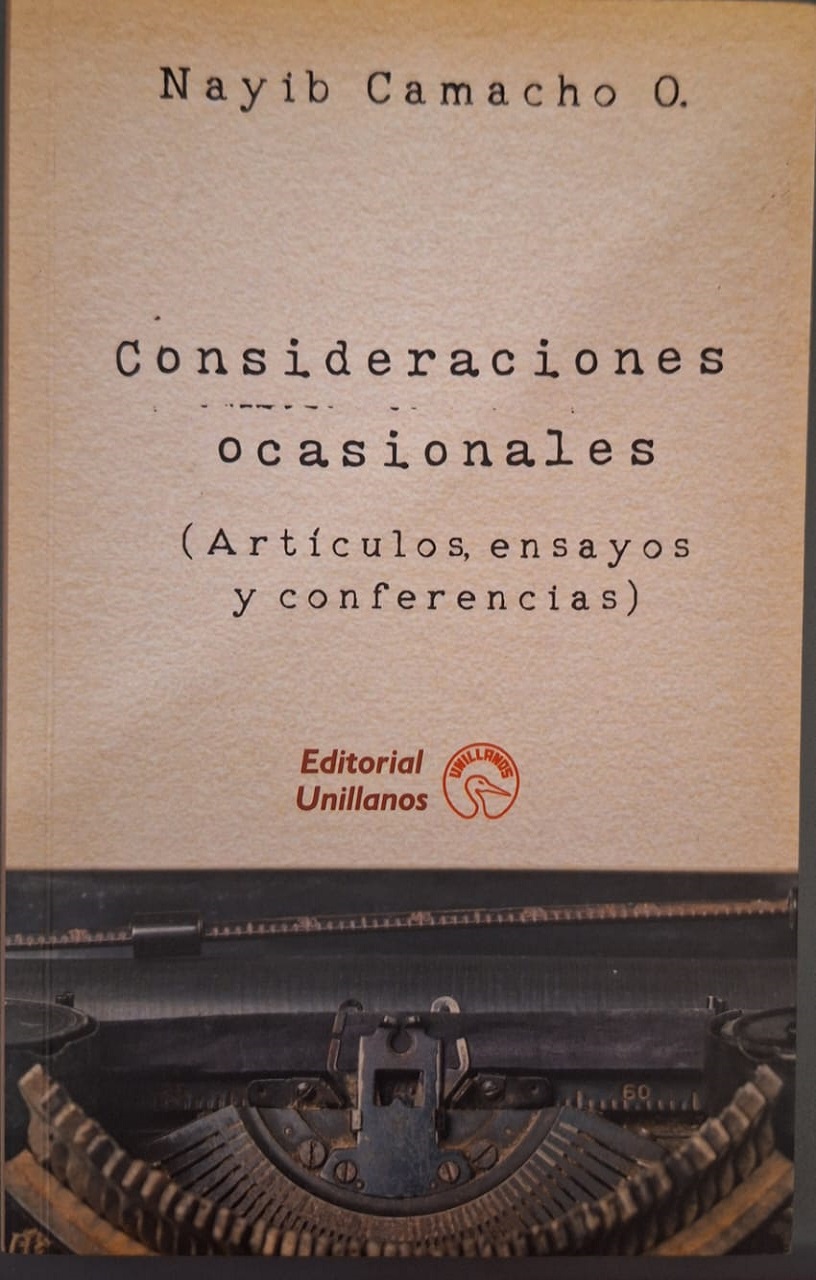 Nayib Camacho O.
Consideraciones
ocasionales
(Artículos, ensayos
y conferencias)
Editorial
Unillanos
UNILLANOS
60